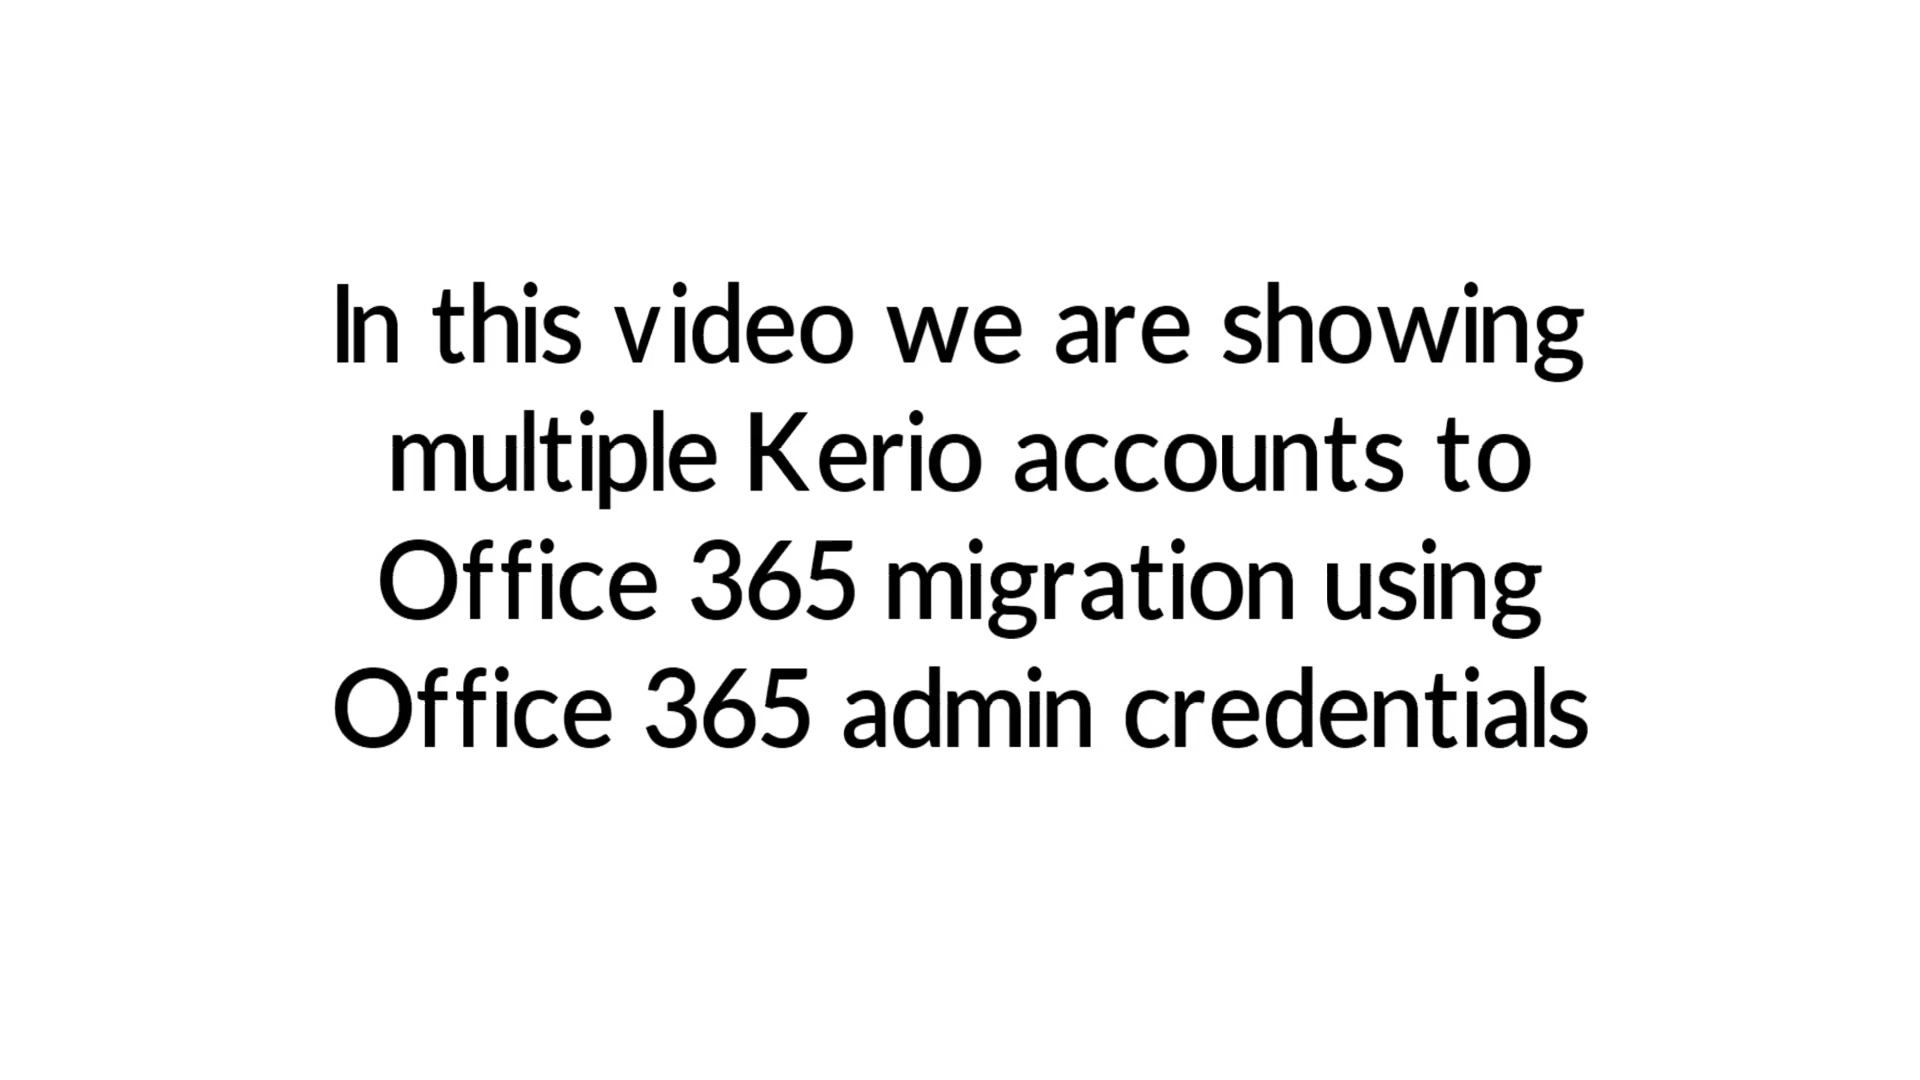 In this video we are showing
multiple Kerio accounts to
Office 365 migration using
Office 365 admin credentials